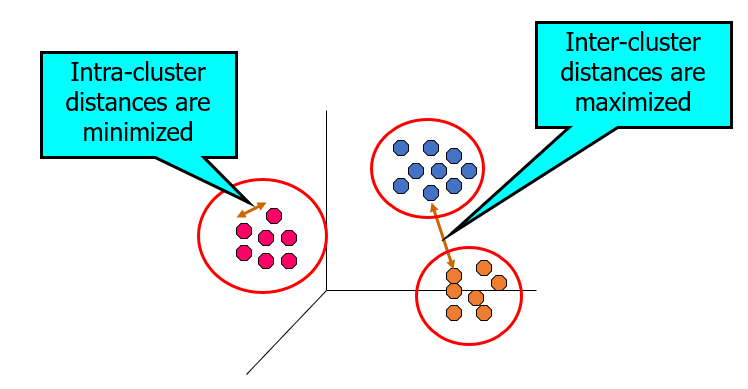 Intra-cluster
distances are
minimized
Inter-cluster
distances are
maximized